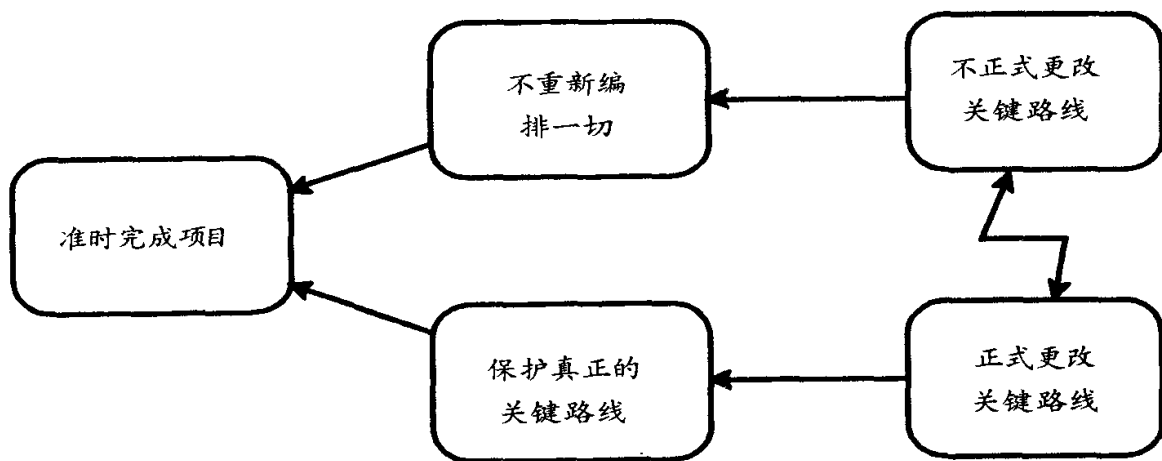 不重新编
排一切
不正式更改
关键路线
准时完成项目
保护真正的
关键路线
正式更改
关键路线